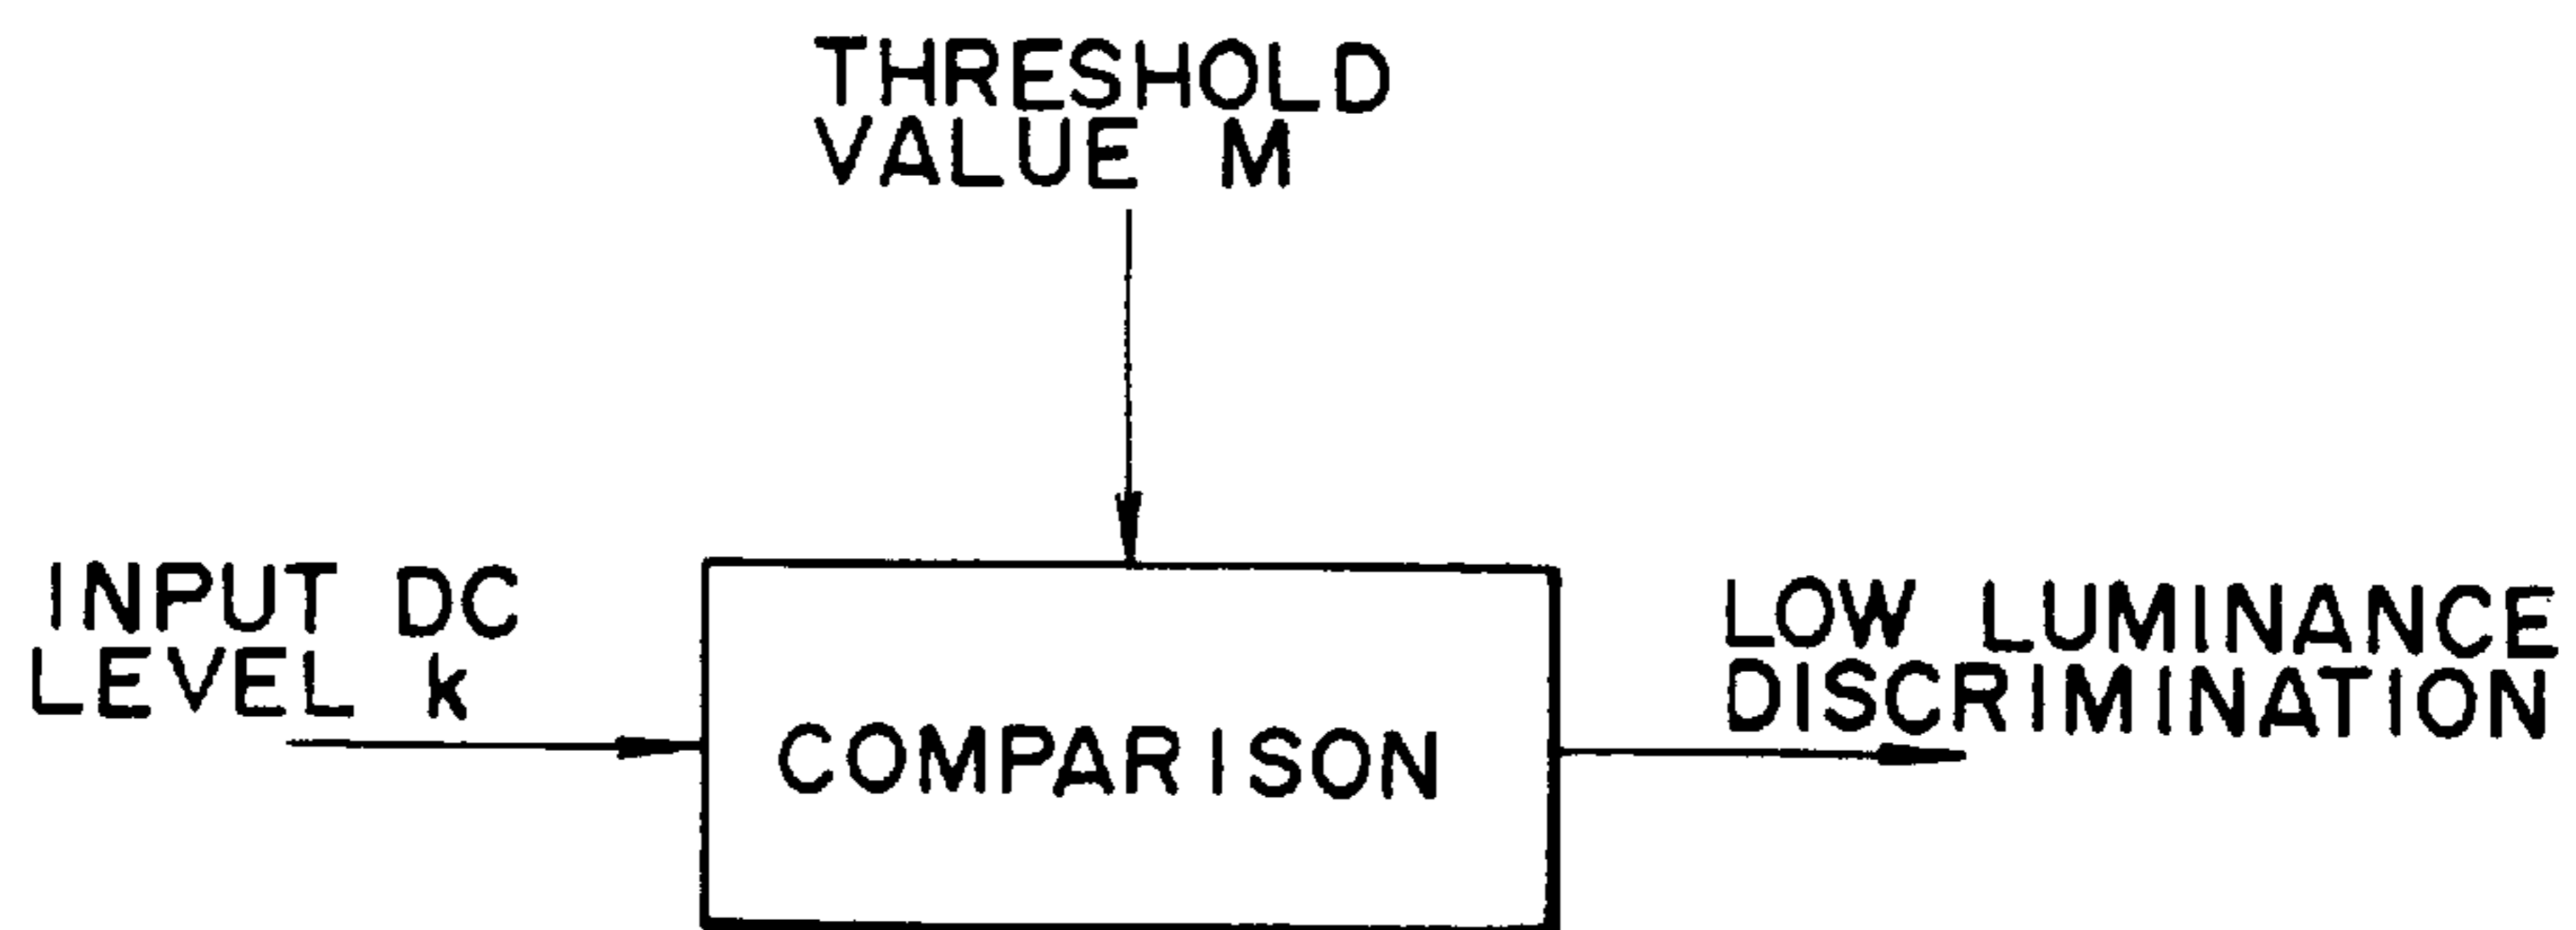 THRESHOLD
VALUE M
INPUT DC
LEVEL k
COMPARISON
LOW LUMINANCE
DISCRIMINATION